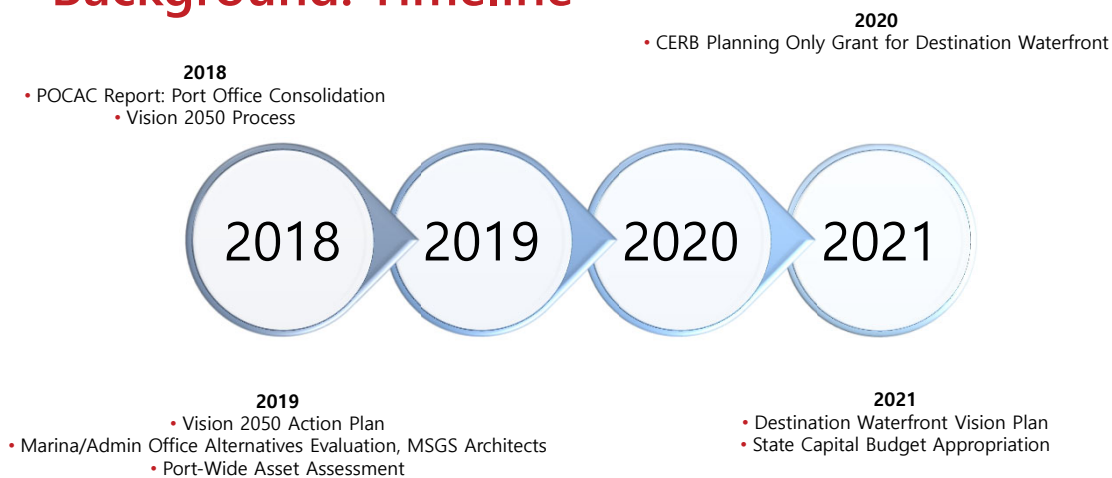 Background: Timeline
2020
• CERB Planning Only Grant for Destination Waterfront
2018
• POCAC Report: Port Office Consolidation
• Vision 2050 Process
2018
2019
2020
2021
2019
• Vision 2050 Action Plan
• Marina/Admin Office Alternatives Evaluation, MSGS Architects
• Port-Wide Asset Assessment
2021
• Destination Waterfront Vision Plan
• State Capital Budget Appropriation